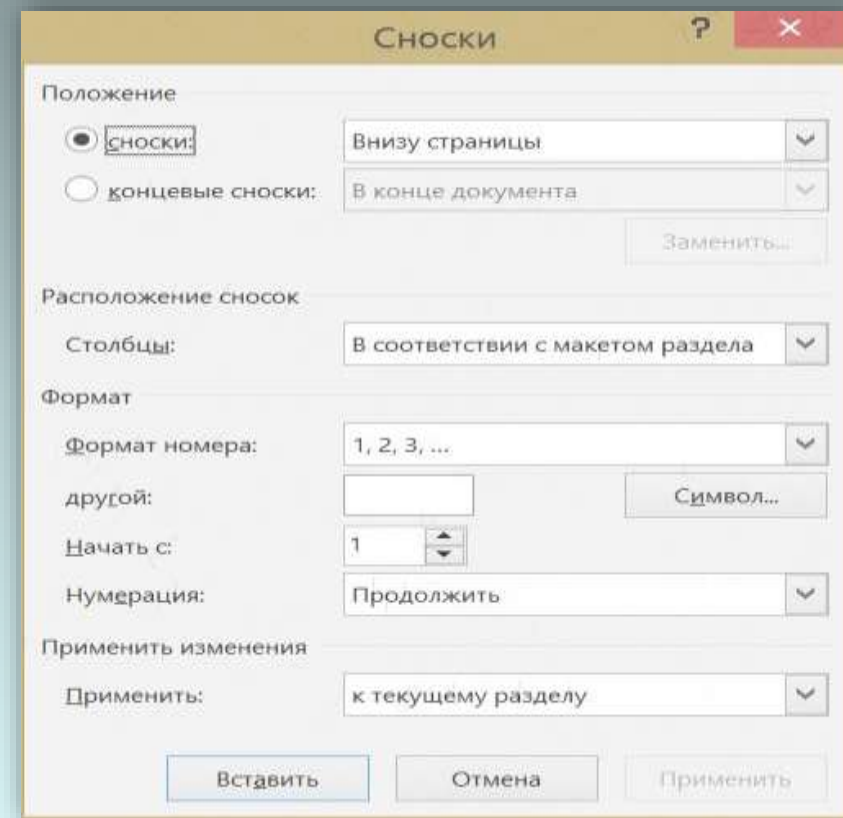 Сноски ?
Положение
сноски: Внизу страницы
концевые сноски: В конце документа
Заменить...
Расположение сносок
Столбцы: В соответствии с макетом раздела
Формат
Формат номера: 1, 2, 3, ...
другой: Символ...
Начать с: 1
Нумерация: Продолжить
Применить изменения
Применить: к текущему разделу
Вставить Отмена Применить